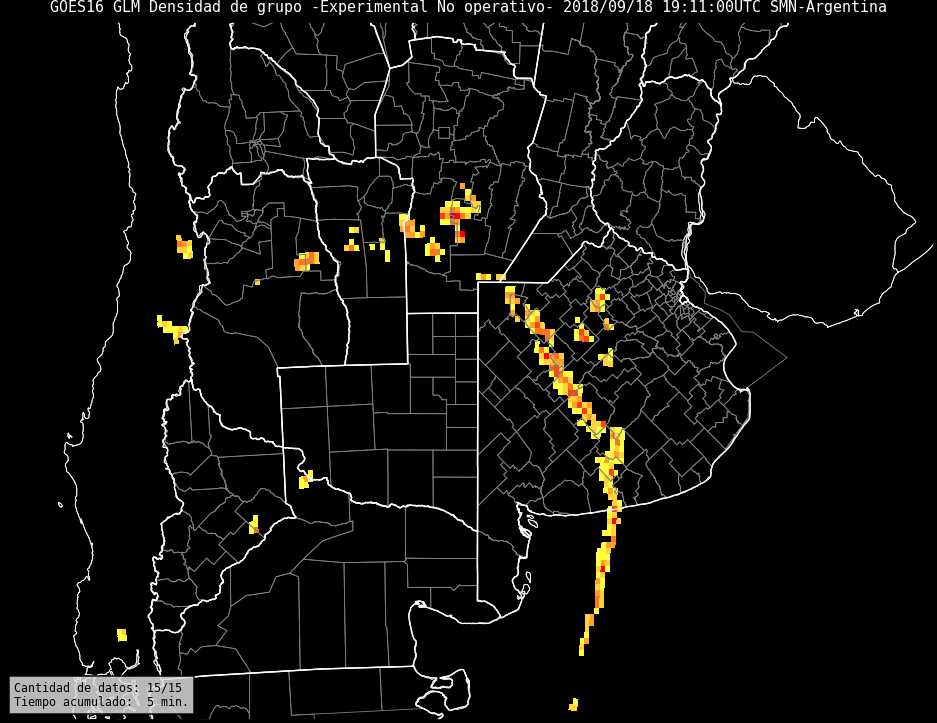 GOES16 GLM Densidad de grupo -Experimental No operativo- 2018/09/18 19:11:00UTC SMN-Argentina
Cantidad de datos: 15/15
Tiempo acumulado:  5 min.